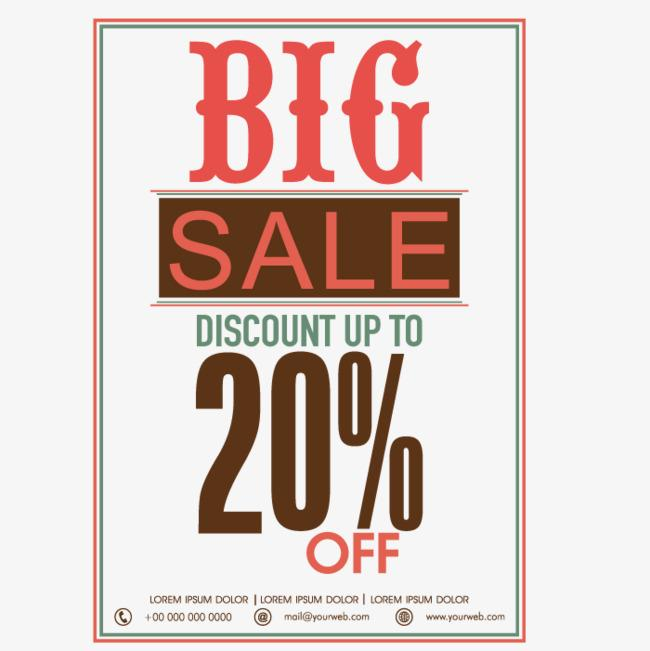 BIG
SALE
DISCOUNT UP TO
20%
OFF
LOREM IPSUM DOLOR | LOREM IPSUM DOLOR | LOREM IPSUM DOLOR
+00 000 000 0000 mail@yourweb.com www.yourweb.com